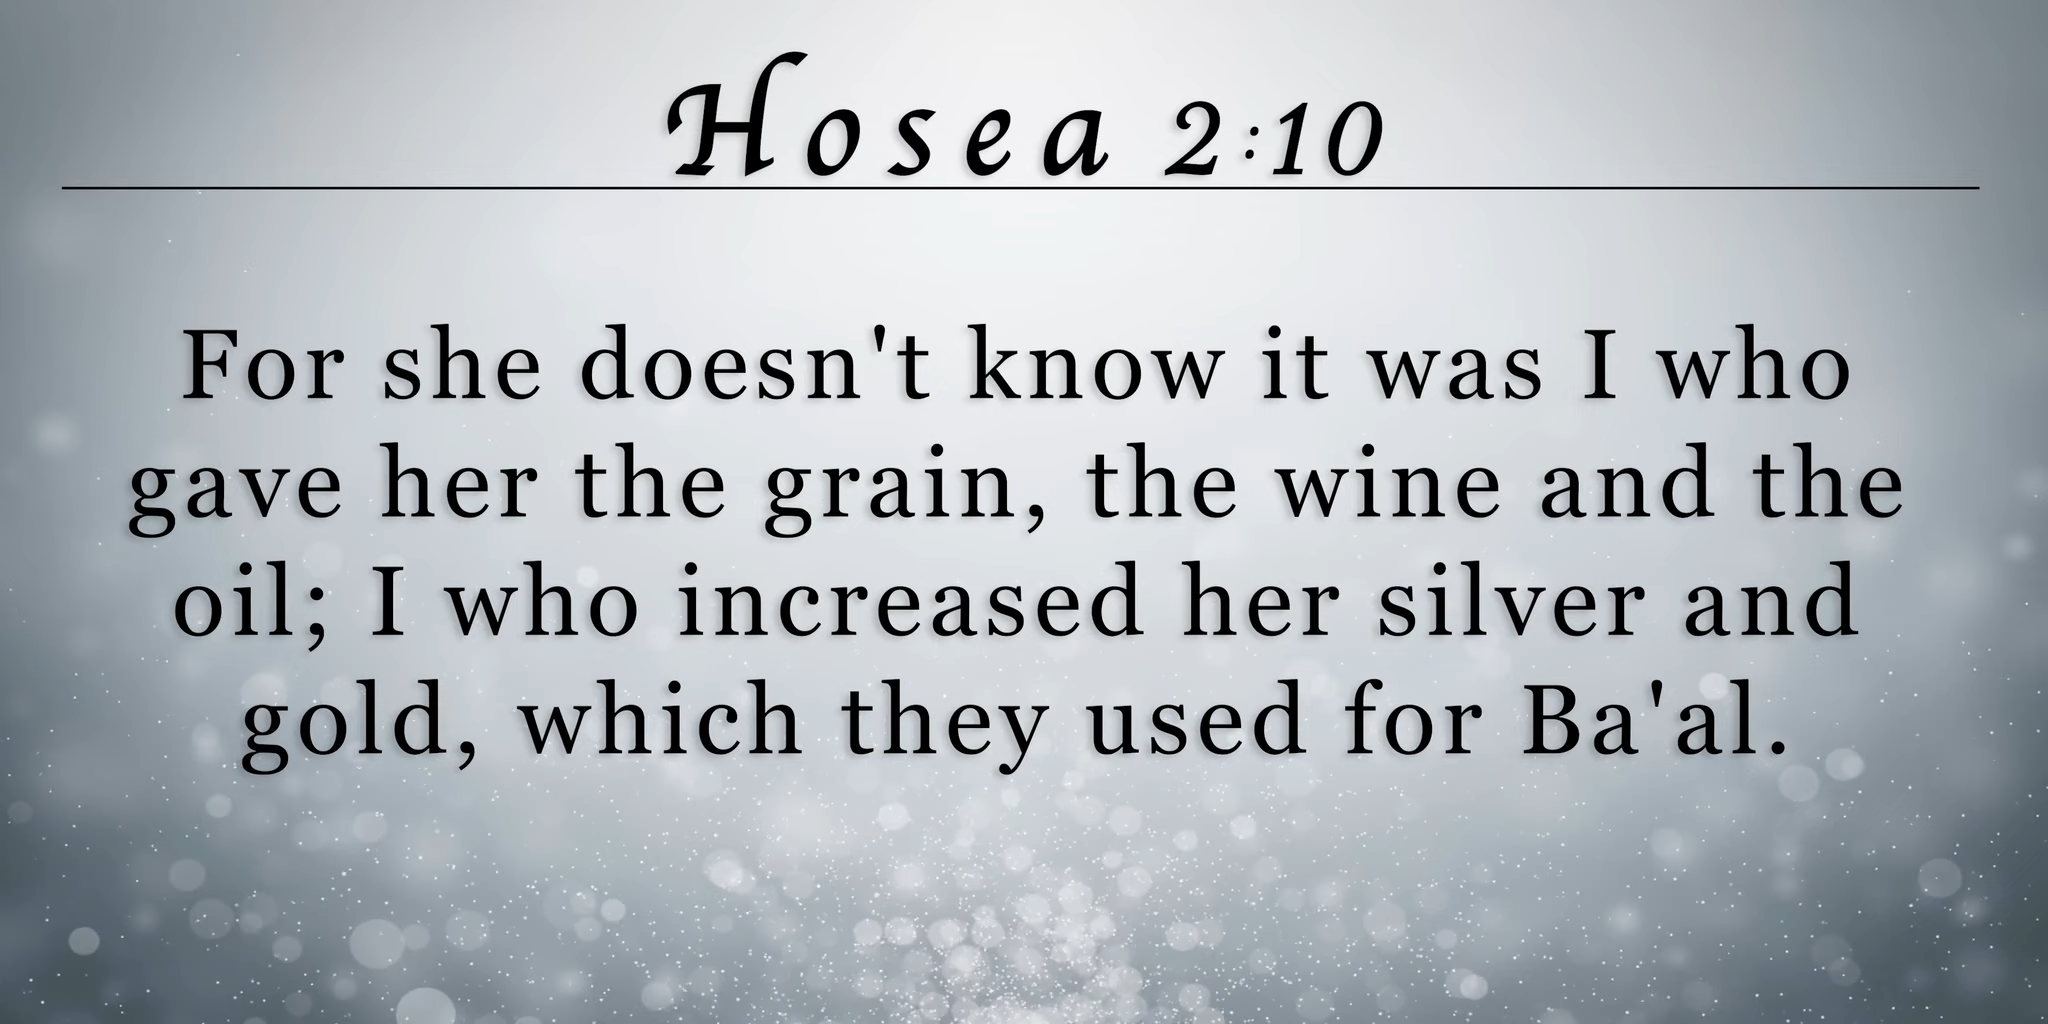 Hosea 2:10
For she doesn't know it was I who
gave her the grain, the wine and the
oil; I who increased her silver and
gold, which they used for Ba'al.